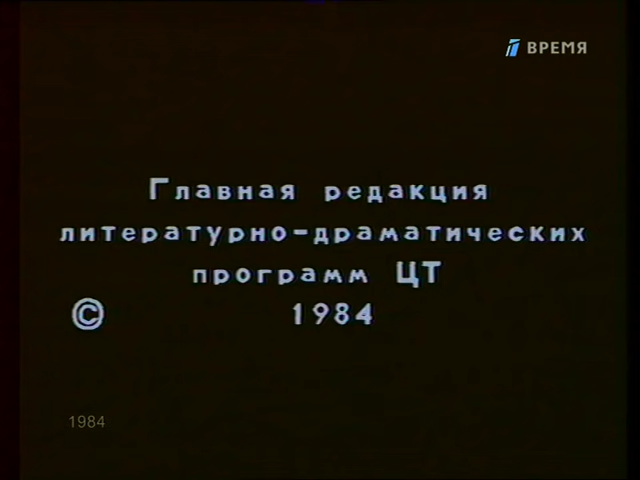 ВРЕМЯ
Главная редакция
литературно-драматических
программ ЦТ
© 1984
1984